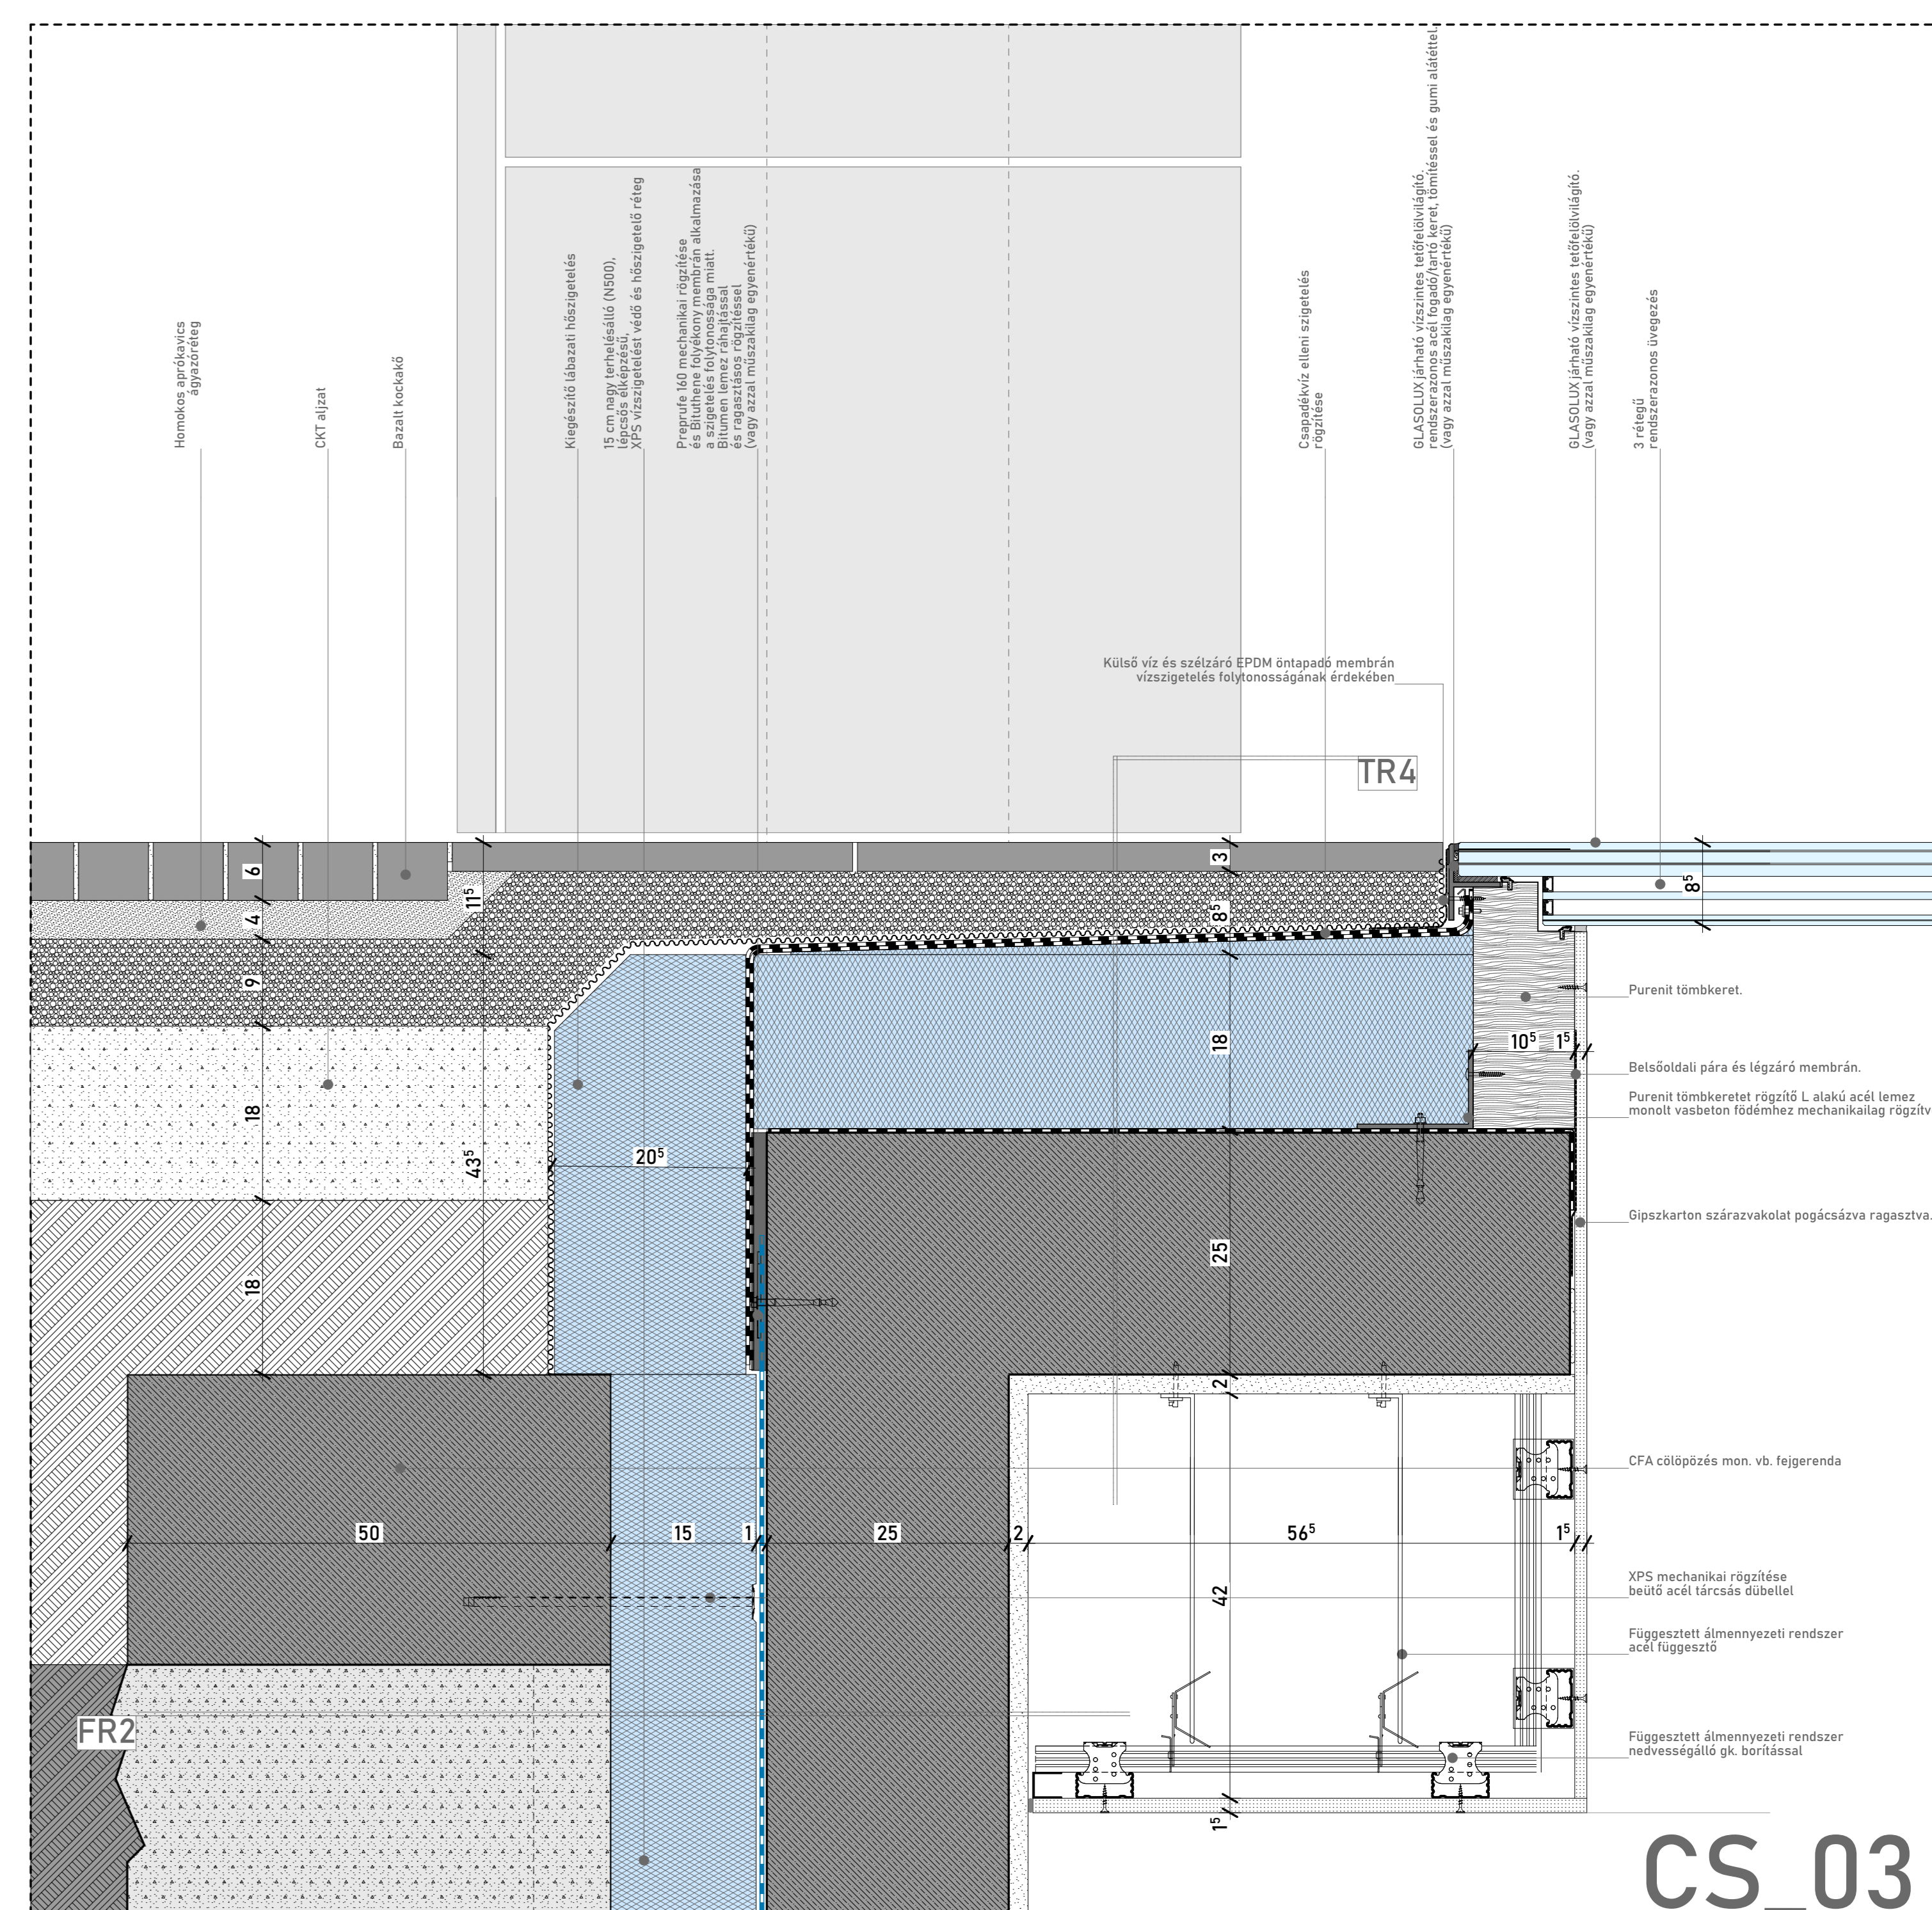 Homokos aprókavics
ágyazóréteg
CKT aljzat
Bazalt kockakő
Kiegészítő lábazati hőszigetelés
15 cm nagy terhelésálló (N500),
lépcsős élképzésű,
XPS vízszigetelést védő és hőszigetelő réteg
Preprufe 160 mechanikai rögzítése
és Bituthene folyékony membrán alkalmazása
a szigetelés folytonossága miatt.
Bitumen lemez ráhajtással
és ragasztásos rögzítéssel
(vagy azzal műszakilag egyenértékű)
Csapadékvíz elleni szigetelés
rögzítése
GLASOLUX járható vízszintes tetőfelölvilágító,
rendszerazonos acél fogadó/tartó keret, tömítéssel és gumi alátéttel.
(vagy azzal műszakilag egyenértékű)
GLASOLUX járható vízszintes tetőfelölvilágító.
(vagy azzal műszakilag egyenértékű)
3 rétegű
rendszerazonos üvegezés
Külső víz és szélzáró EPDM öntapadó membrán
vízszigetelés folytonosságának érdekében
TR4
6
4
9
18
18
11⁵
43⁵
20⁵
3
8⁵
18
25
2
42
1⁵
8⁵
10⁵
1⁵
Purenit tömbkeret.
Belsőoldali pára és légzáró membrán.
Purenit tömbkeretet rögzítő L alakú acél lemez
monolt vasbeton födémhez mechanikailag rögzítv
Gipszkarton szárazvakolat pogácsázva ragasztva.
CFA cölöpözés mon. vb. fejgerenda
50
15
1
25
2
56⁵
1⁵
XPS mechanikai rögzítése
beütő acél tárcsás dübellel
Függesztett álmennyezeti rendszer
acél függesztő
FR2
Függesztett álmennyezeti rendszer
nedvességálló gk. borítással
CS_03